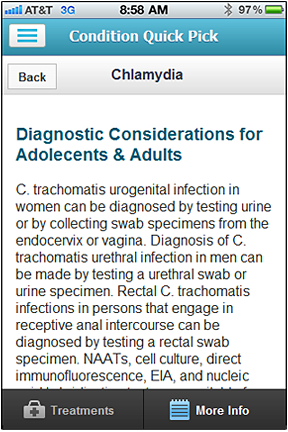 AT&T 3G 8:58 AM 97%
Condition Quick Pick
Back Chlamydia
Diagnostic Considerations for
Adolecents & Adults
C. trachomatis urogenital infection in
women can be diagnosed by testing urine
or by collecting swab specimens from the
endocervix or vagina. Diagnosis of C.
trachomatis urethral infection in men can
be made by testing a urethral swab or
urine specimen. Rectal C. trachomatis
infections in persons that engage in
receptive anal intercourse can be
diagnosed by testing a rectal swab
specimen. NAATs, cell culture, direct
immunofluorescence, EIA, and nucleic
Treatments More Info